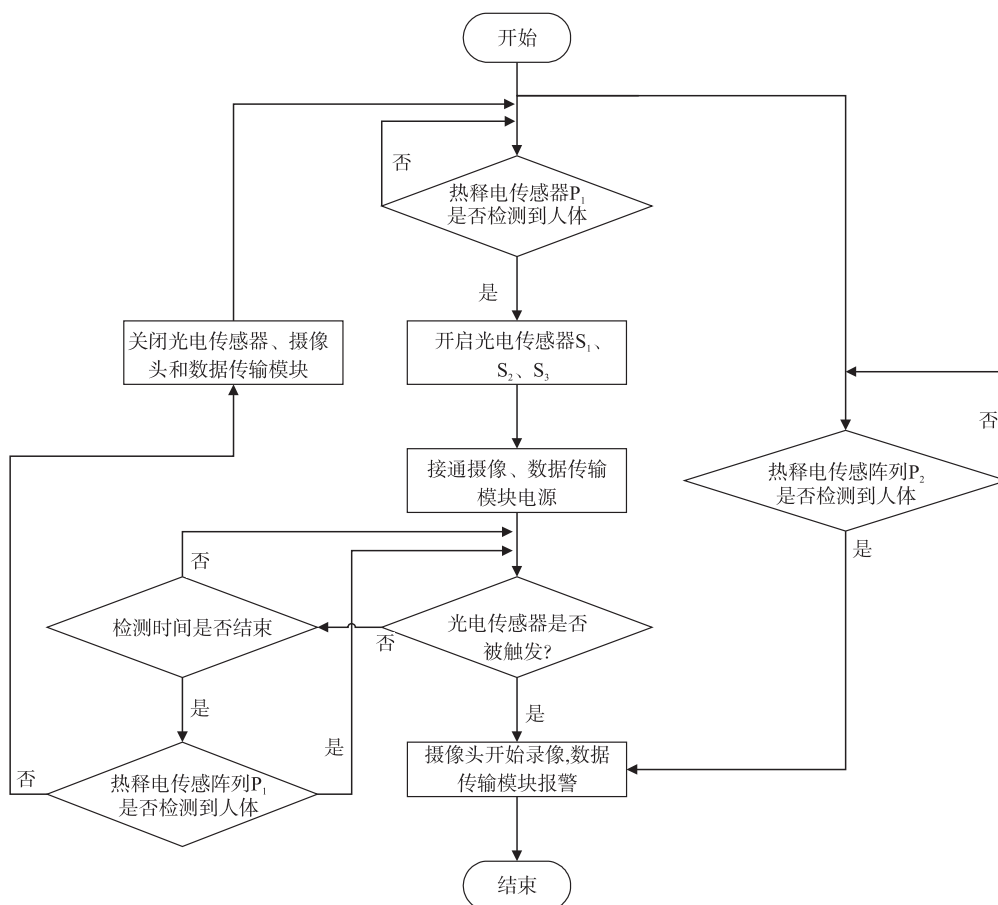 开始
否
热释电传感器P₁
是否检测到人体
是
关闭光电传感器、摄像
头和数据传输模块
开启光电传感器S₁、
S₂、S₃
否
接通摄像、数据传输
模块电源
热释电传感阵列P₂
是否检测到人体
是
否
检测时间是否结束
否
光电传感器是否
被触发?
是
是
是
否
热释电传感阵列P₁
是否检测到人体
摄像头开始录像,数据
传输模块报警
结束